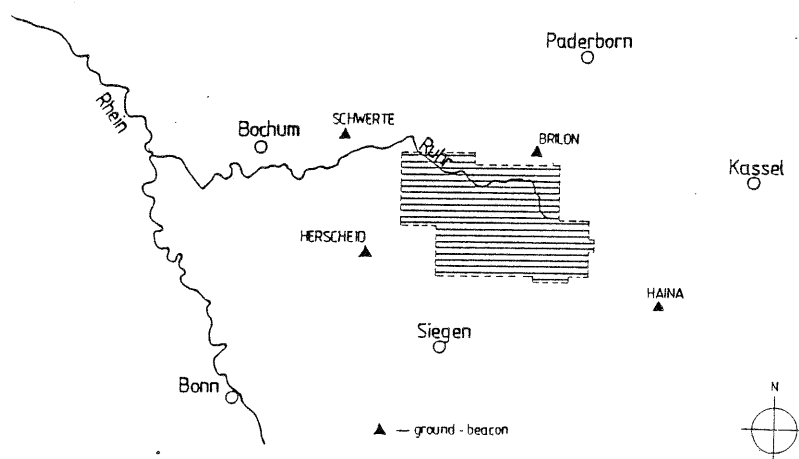 Paderborn
Rhein
SCHWERTE
Bochum
Ruhr
BRILON
Kassel
HERSCHEID
HAINA
Siegen
Bonn
N
— ground - beacon